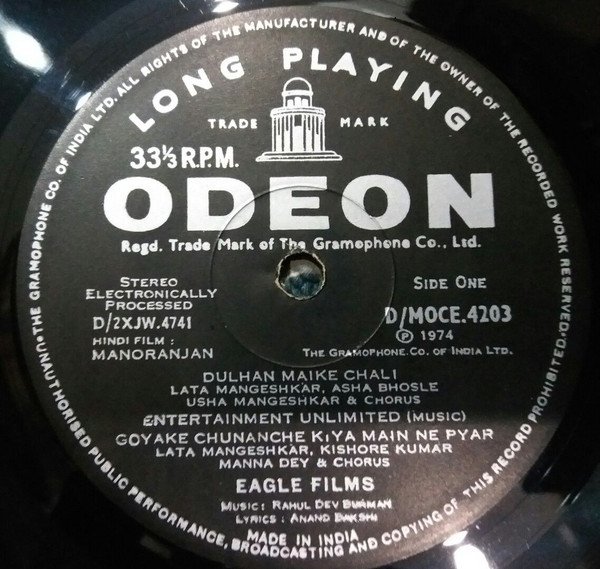 UNAUTHORISED PUBLIC PERFORMANCE, BROADCASTING AND COPYING OF THIS RECORD PROHIBITED. • THE GRAMOPHONE CO. OF INDIA LTD. ALL RIGHTS OF THE MANUFACTURER AND OF THE OWNER OF THE RECORDED WORK RESERVED.
LONG PLAYING
TRADE MARK
33⅓ R.P.M.
ODEON
Regd. Trade Mark of The Gramophone Co., Ltd.
STEREO
ELECTRONICALLY
PROCESSED
D/2XJW.4741
HINDI FILM :
MANORANJAN
SIDE ONE
D/MOCE.4203
Ⓟ 1974
THE GRAMOPHONE CO. OF INDIA LTD.
DULHAN MAIKE CHALI
LATA MANGESHKAR, ASHA BHOSLE
USHA MANGESHKAR & CHORUS
ENTERTAINMENT UNLIMITED (MUSIC)
GOYAKE CHUNANCHE KIYA MAIN NE PYAR
LATA MANGESHKAR, KISHORE KUMAR
MANNA DEY & CHORUS
EAGLE FILMS
MUSIC : RAHUL DEV BURMAN
LYRICS : ANAND BAKSHI
MADE IN INDIA